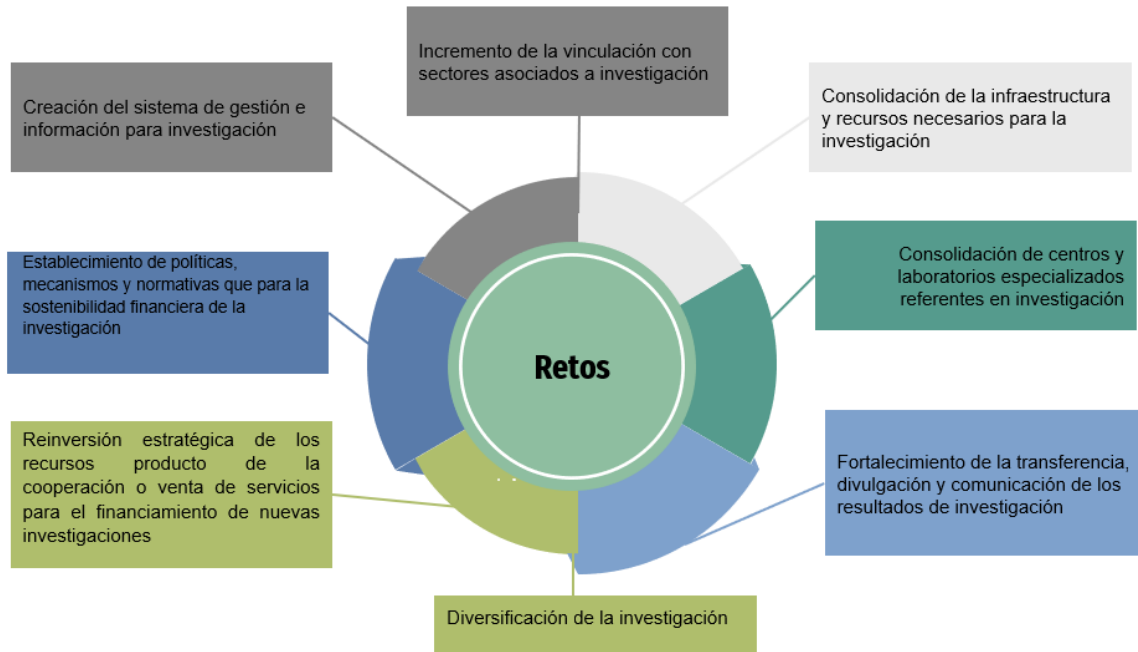 Incremento de la vinculación con
sectores asociados a investigación
Creación del sistema de gestión e
información para investigación
Consolidación de la infraestructura
y recursos necesarios para la
investigación
Establecimiento de políticas,
mecanismos y normativas que para la
sostenibilidad financiera de la
investigación
Consolidación de centros y
laboratorios especializados
referentes en investigación
Retos
Reinversión estratégica de los
recursos producto de la
cooperación o venta de servicios
para el financiamiento de nuevas
investigaciones
Fortalecimiento de la transferencia,
divulgación y comunicación de los
resultados de investigación
Diversificación de la investigación